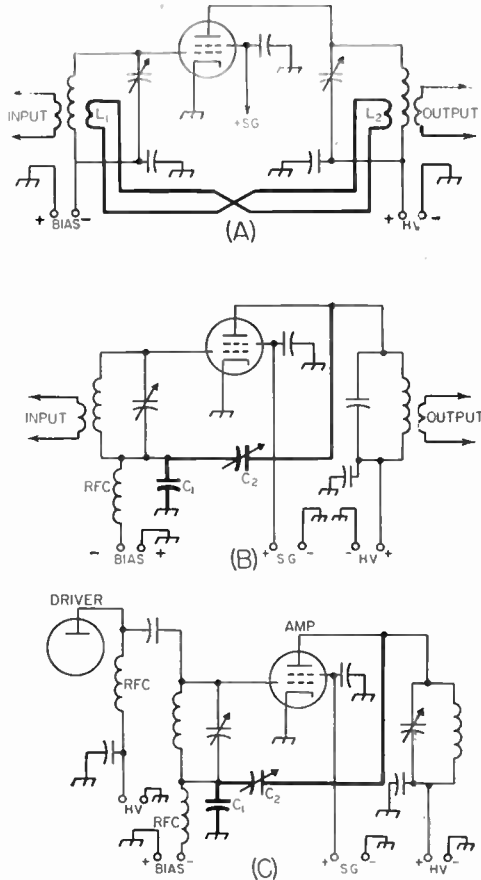 INPUT L₁ +SG L₂ OUTPUT
+ BIAS - + HV -
(A)
INPUT OUTPUT
RFC C₁ C₂
- BIAS + + SG - - HV +
(B)
DRIVER AMP
RFC
HV C₁ C₂
RFC
+ BIAS - + SG - + HV -
(C)